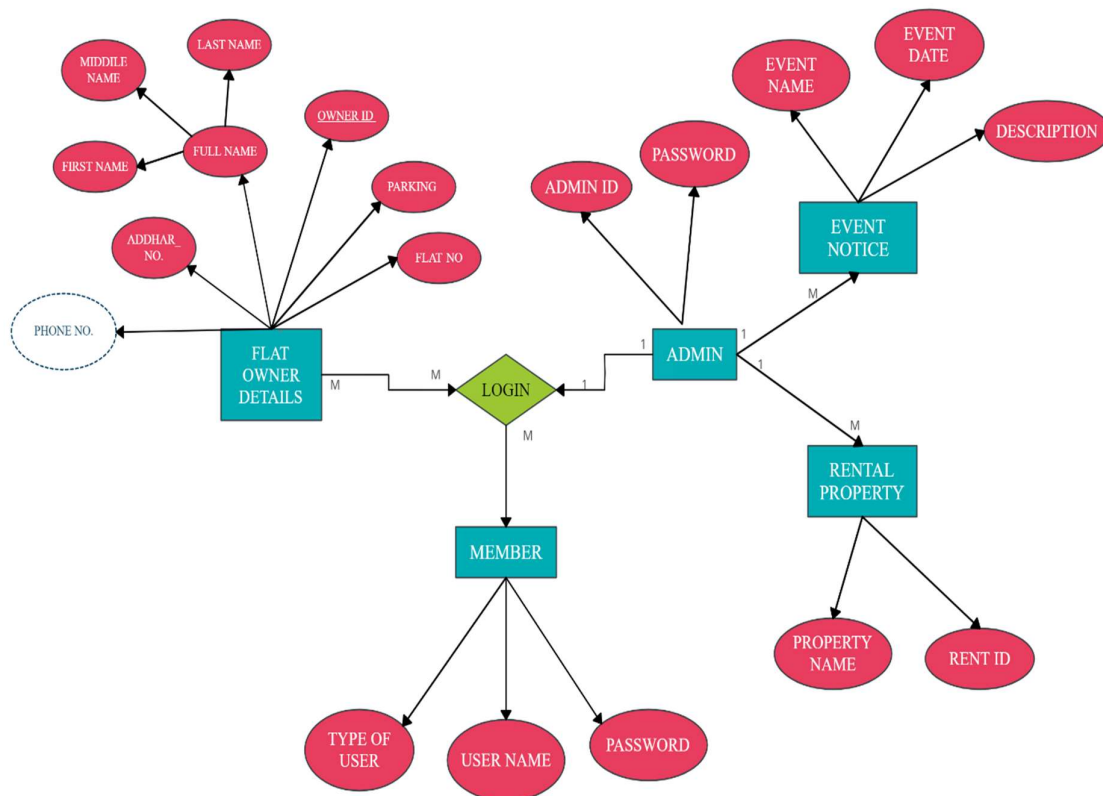 LAST NAME
MIDDILE
NAME
FIRST NAME
FULL NAME
OWNER ID
PARKING
FLAT NO
ADDHAR_
NO.
PHONE NO.
FLAT
OWNER
DETAILS
M
M
LOGIN
M
1
1
ADMIN
ADMIN ID
PASSWORD
1
M
1
M
EVENT
NAME
EVENT
DATE
DESCRIPTION
EVENT
NOTICE
RENTAL
PROPERTY
PROPERTY
NAME
RENT ID
MEMBER
TYPE OF
USER
USER NAME
PASSWORD